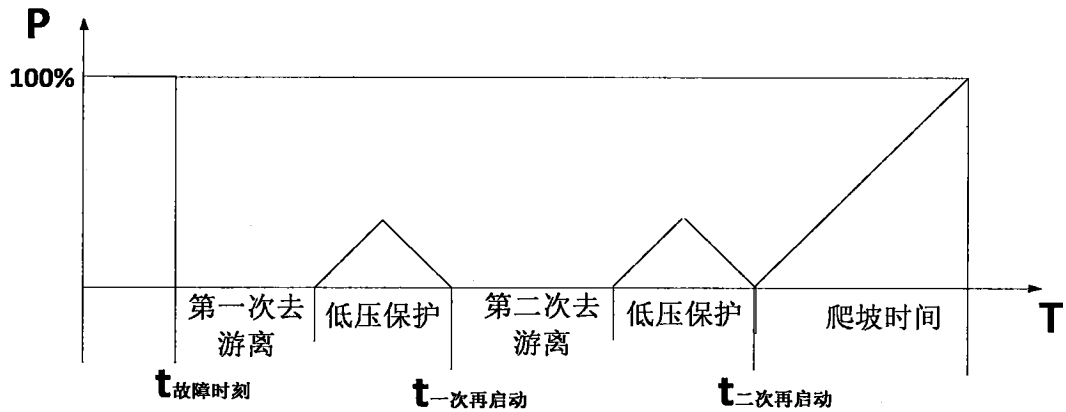 P
100%
第一次去
游离
低压保护
第二次去
游离
低压保护
爬坡时间
T
t故障时刻
t一次再启动
t二次再启动